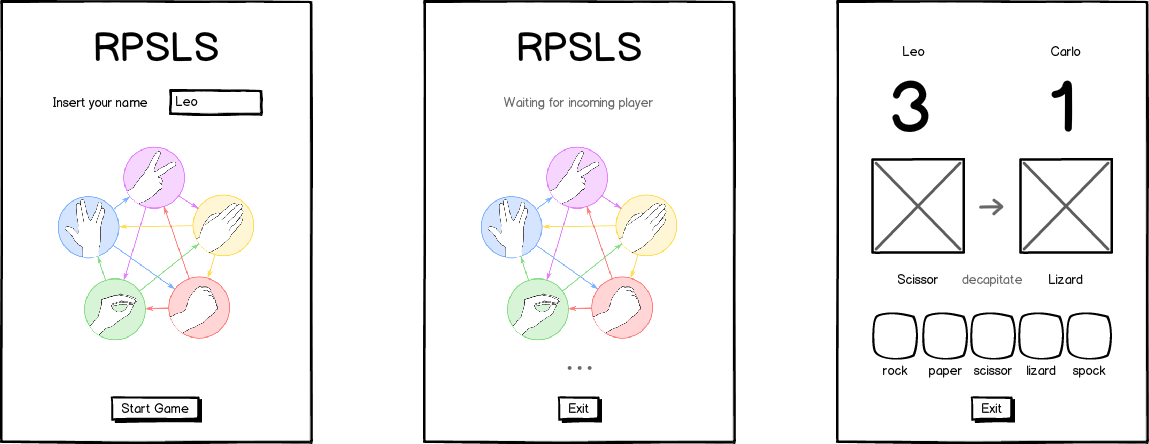 RPSLS
Insert your name
Leo
Start Game
RPSLS
Waiting for incoming player
...
Exit
Leo Carlo
3 1
Scissor decapitate Lizard
rock paper scissor lizard spock
Exit